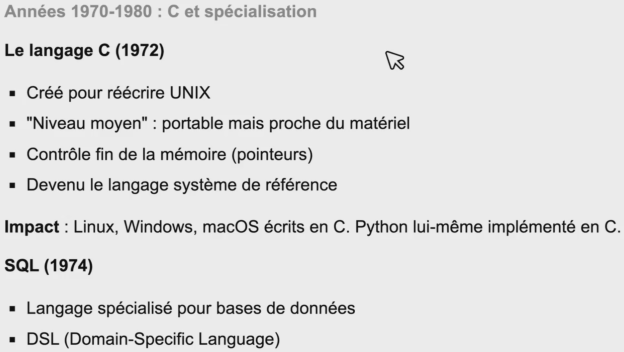 Années 1970-1980 : C et spécialisation
Le langage C (1972)
▪ Créé pour réécrire UNIX
▪ "Niveau moyen" : portable mais proche du matériel
▪ Contrôle fin de la mémoire (pointeurs)
▪ Devenu le langage système de référence
Impact : Linux, Windows, macOS écrits en C. Python lui-même implémenté en C.
SQL (1974)
▪ Langage spécialisé pour bases de données
▪ DSL (Domain-Specific Language)